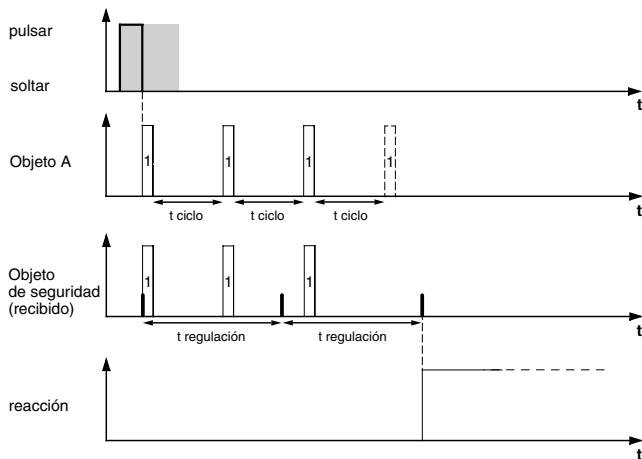 pulsar
soltar
t
Objeto A
1
1
1
1
t ciclo
t ciclo
t ciclo
t
Objeto
de seguridad
(recibido)
1
1
1
t regulación
t regulación
t
reacción
t